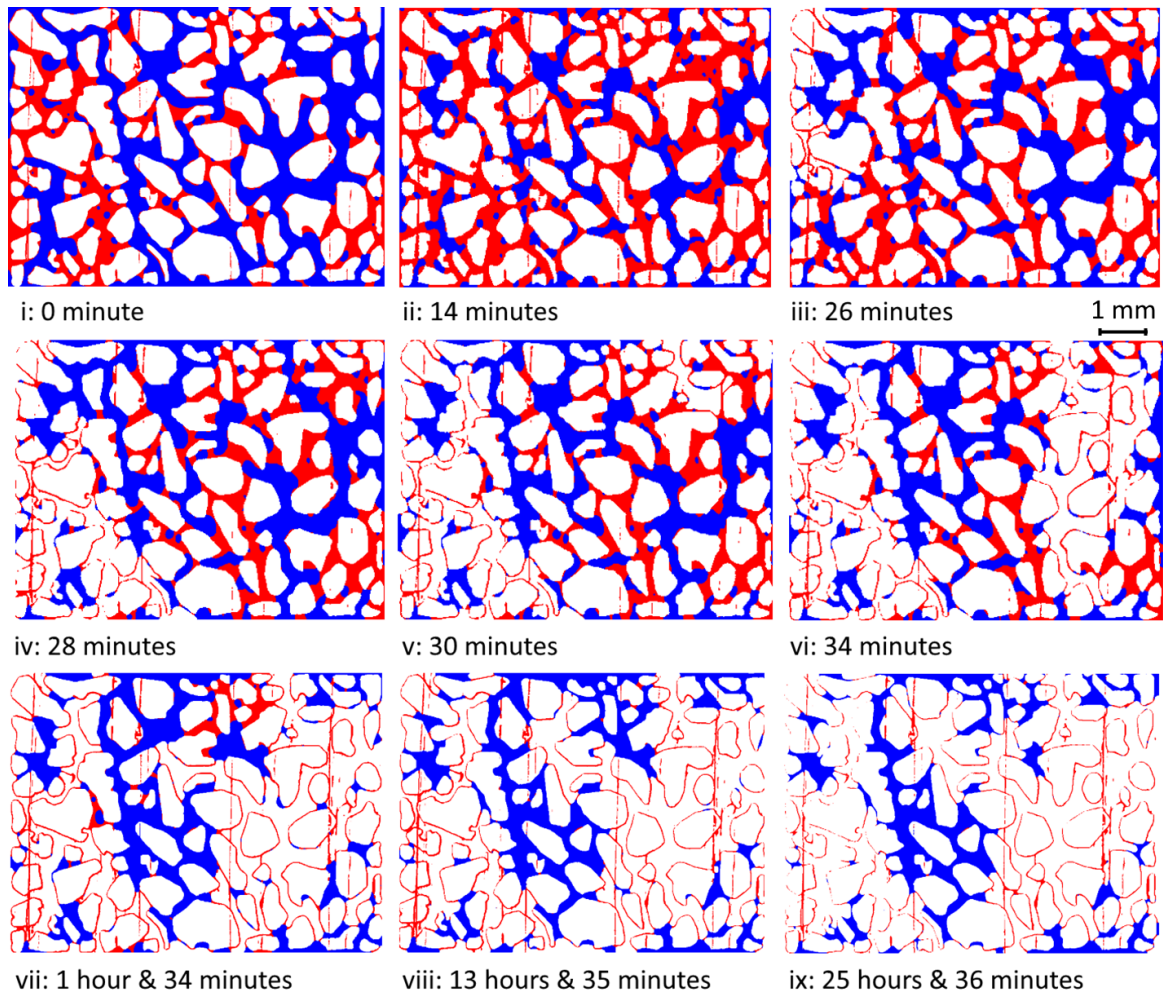 i: 0 minute
ii: 14 minutes
iii: 26 minutes
1 mm
iv: 28 minutes
v: 30 minutes
vi: 34 minutes
vii: 1 hour & 34 minutes
viii: 13 hours & 35 minutes
ix: 25 hours & 36 minutes